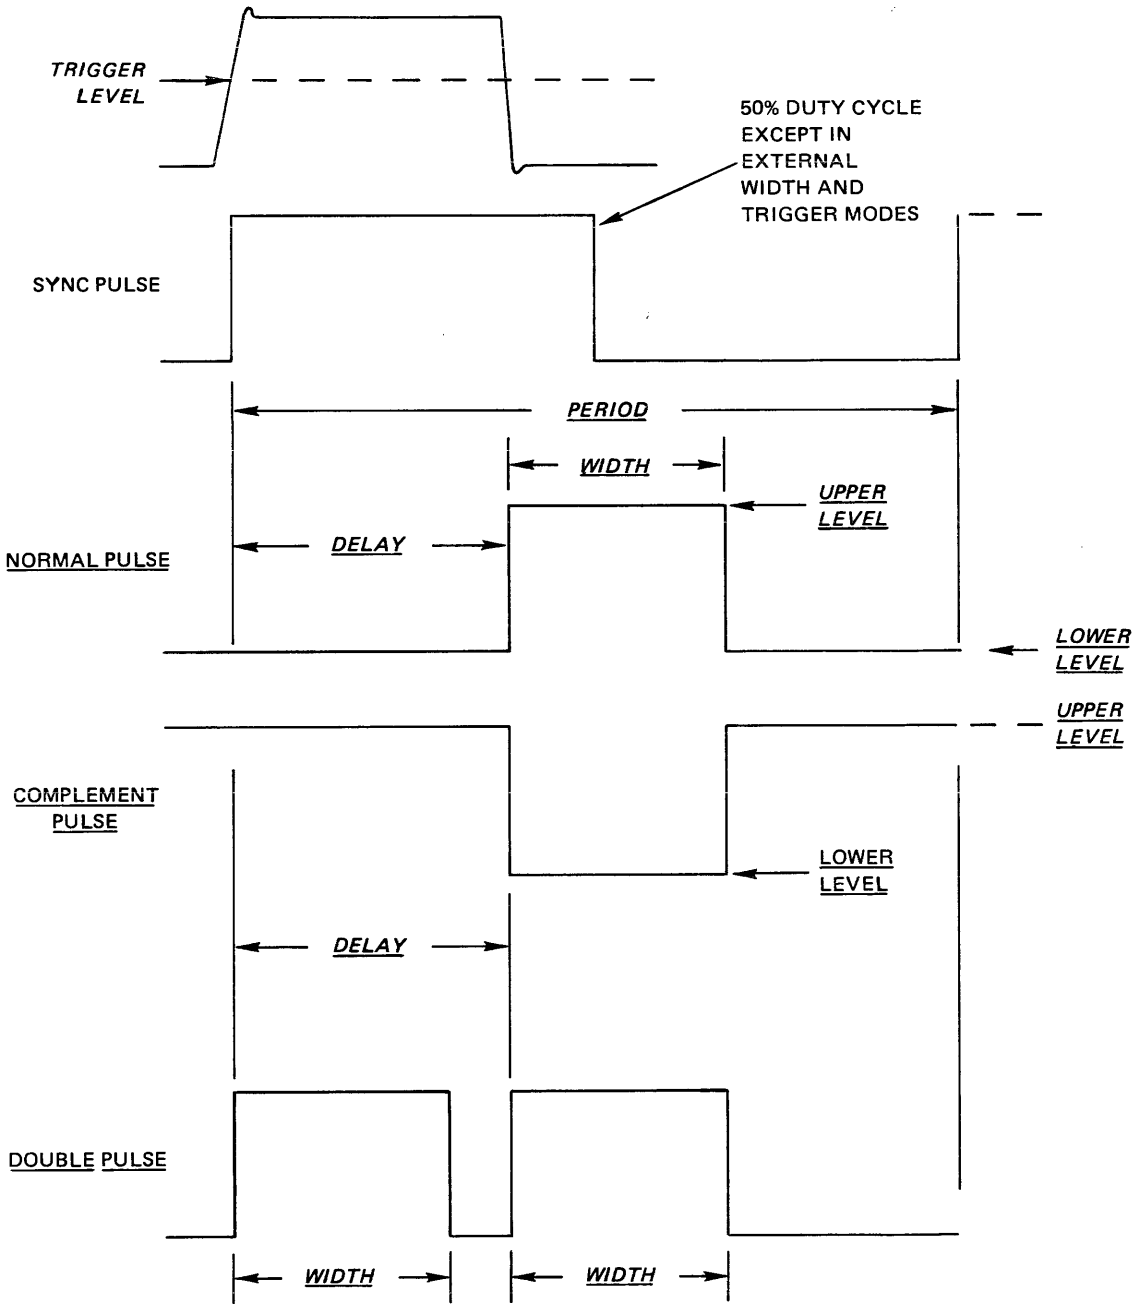 TRIGGER
LEVEL
50% DUTY CYCLE
EXCEPT IN
EXTERNAL
WIDTH AND
TRIGGER MODES
SYNC PULSE
PERIOD
WIDTH
UPPER
LEVEL
DELAY
NORMAL PULSE
LOWER
LEVEL
UPPER
LEVEL
COMPLEMENT
PULSE
LOWER
LEVEL
DELAY
DOUBLE PULSE
WIDTH
WIDTH